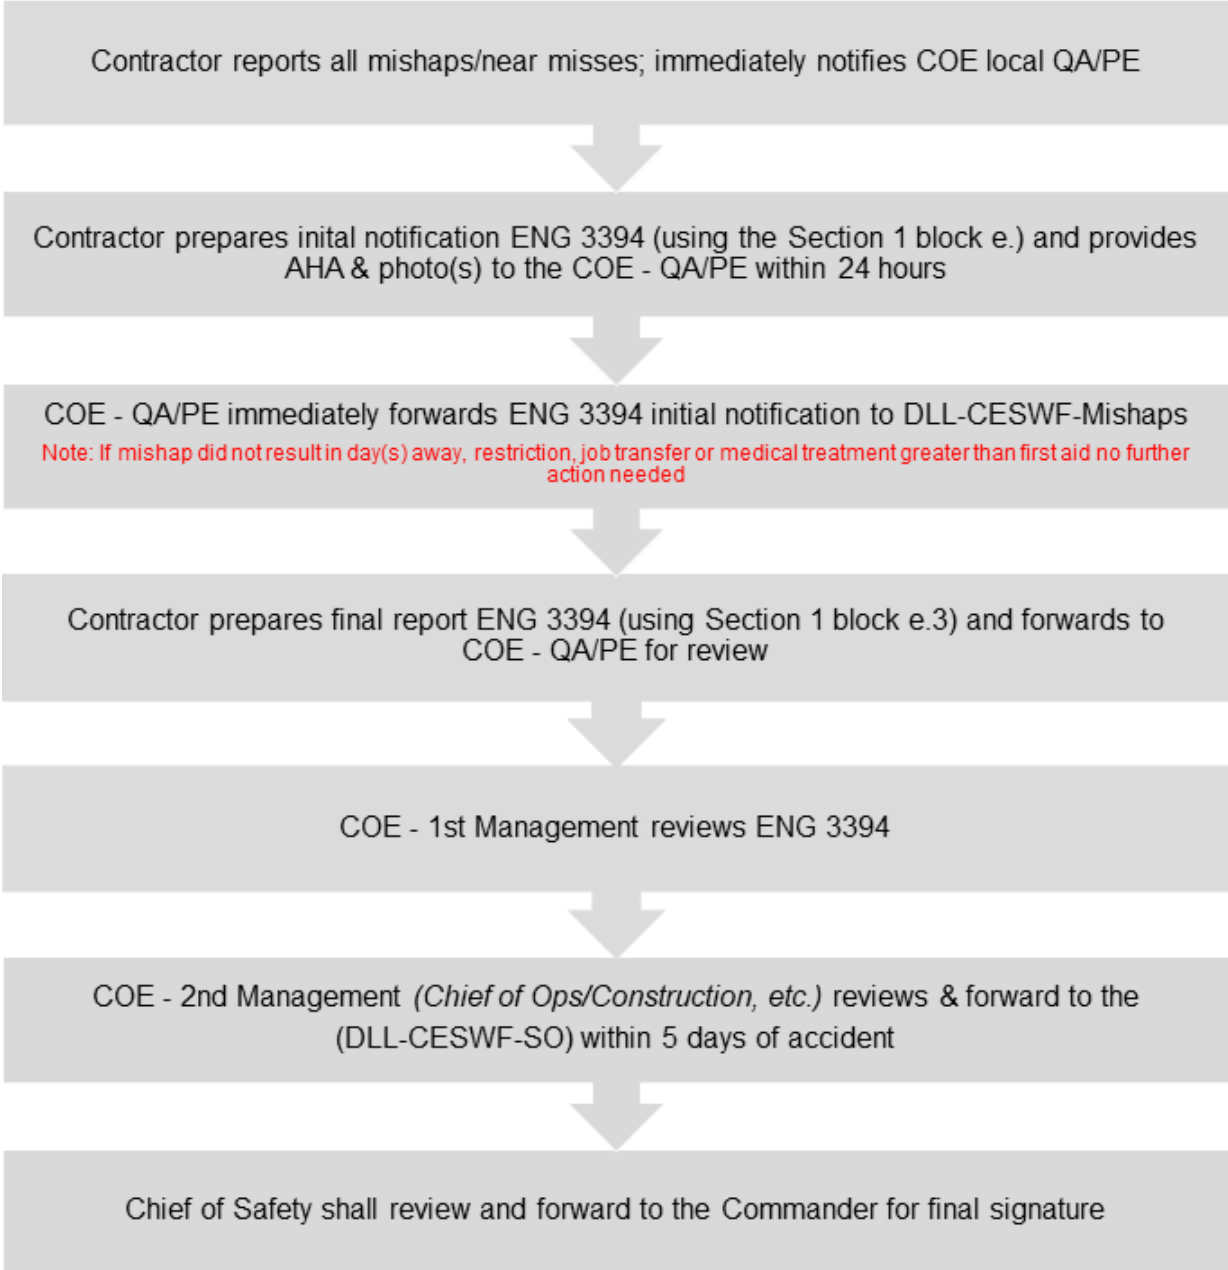 Contractor reports all mishaps/near misses; immediately notifies COE local QA/PE
Contractor prepares inital notification ENG 3394 (using the Section 1 block e.) and provides
AHA & photo(s) to the COE - QA/PE within 24 hours
COE - QA/PE immediately forwards ENG 3394 initial notification to DLL-CESWF-Mishaps
Note: If mishap did not result in day(s) away, restriction, job transfer or medical treatment greater than first aid no further
action needed
Contractor prepares final report ENG 3394 (using Section 1 block e.3) and forwards to
COE - QA/PE for review
COE - 1st Management reviews ENG 3394
COE - 2nd Management (Chief of Ops/Construction, etc.) reviews & forward to the
(DLL-CESWF-SO) within 5 days of accident
Chief of Safety shall review and forward to the Commander for final signature